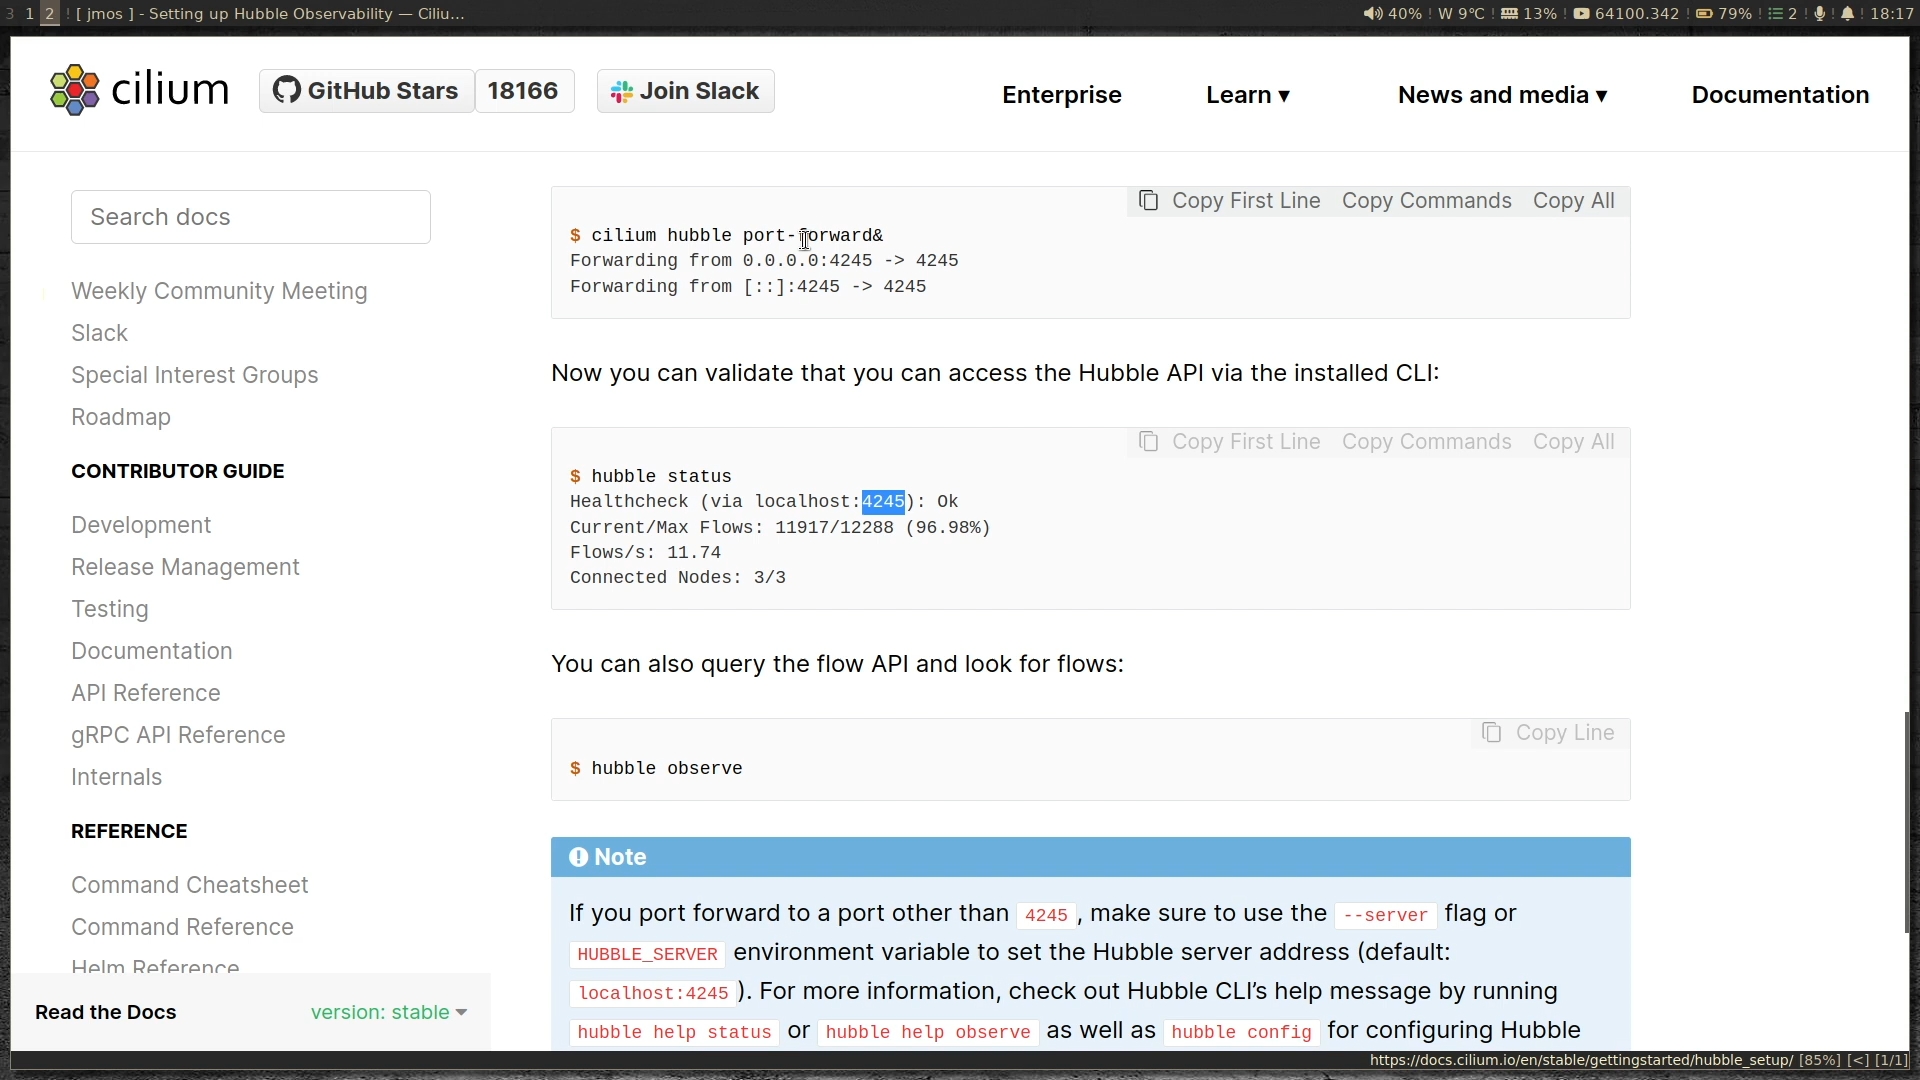 3 1 2 [ jmos ] - Setting up Hubble Observability — Ciliu... 40% W 9°C 13% 64100.342 79% 2 18:17
cilium GitHub Stars 18166 Join Slack Enterprise Learn ▾ News and media ▾ Documentation
Search docs
Weekly Community Meeting
Slack
Special Interest Groups
Roadmap
CONTRIBUTOR GUIDE
Development
Release Management
Testing
Documentation
API Reference
gRPC API Reference
Internals
REFERENCE
Command Cheatsheet
Command Reference
Helm Reference
Read the Docs version: stable
Copy First Line Copy Commands Copy All
$ cilium hubble port-forward&
Forwarding from 0.0.0.0:4245 -> 4245
Forwarding from [::]:4245 -> 4245
Now you can validate that you can access the Hubble API via the installed CLI:
Copy First Line Copy Commands Copy All
$ hubble status
Healthcheck (via localhost:4245): Ok
Current/Max Flows: 11917/12288 (96.98%)
Flows/s: 11.74
Connected Nodes: 3/3
You can also query the flow API and look for flows:
Copy Line
$ hubble observe
Note
If you port forward to a port other than 4245, make sure to use the --server flag or
HUBBLE_SERVER environment variable to set the Hubble server address (default:
localhost:4245). For more information, check out Hubble CLI’s help message by running
hubble help status or hubble help observe as well as hubble config for configuring Hubble
https://docs.cilium.io/en/stable/gettingstarted/hubble_setup/ [85%] [<] [1/1]